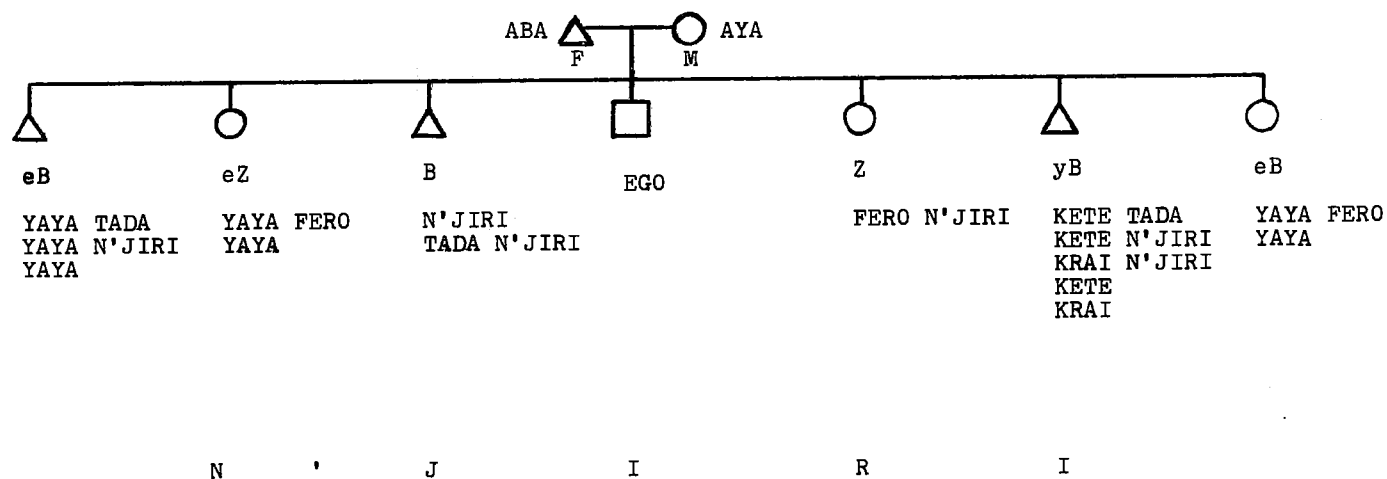 ABA AYA
F M
eB eZ B EGO Z yB eB
YAYA TADA YAYA FERO N'JIRI FERO N'JIRI KETE TADA YAYA FERO
YAYA N'JIRI YAYA TADA N'JIRI KETE N'JIRI YAYA
YAYA KRAI N'JIRI
KETE
KRAI
N ' J I R I